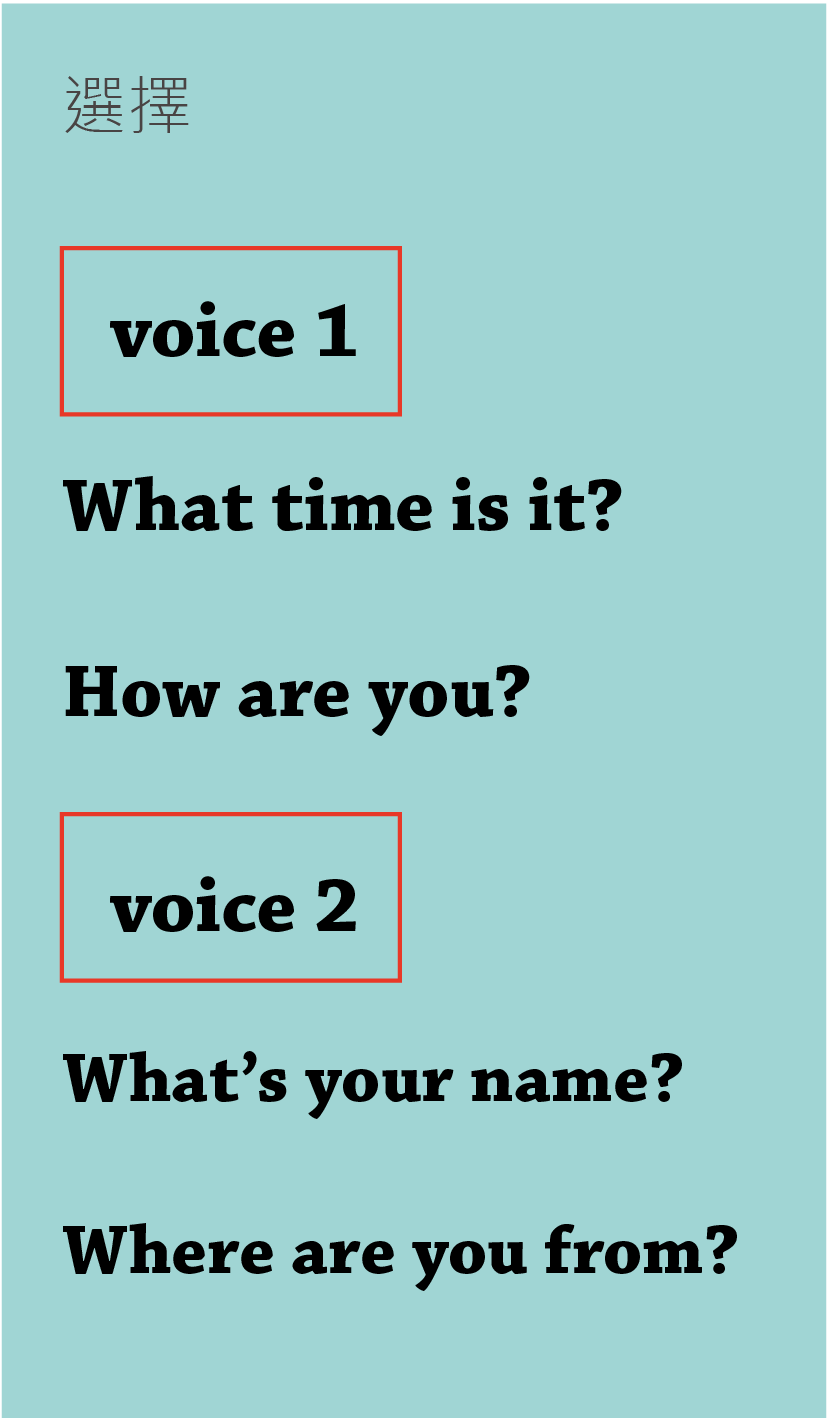 選擇
voice 1
What time is it?
How are you?
voice 2
What’s your name?
Where are you from?